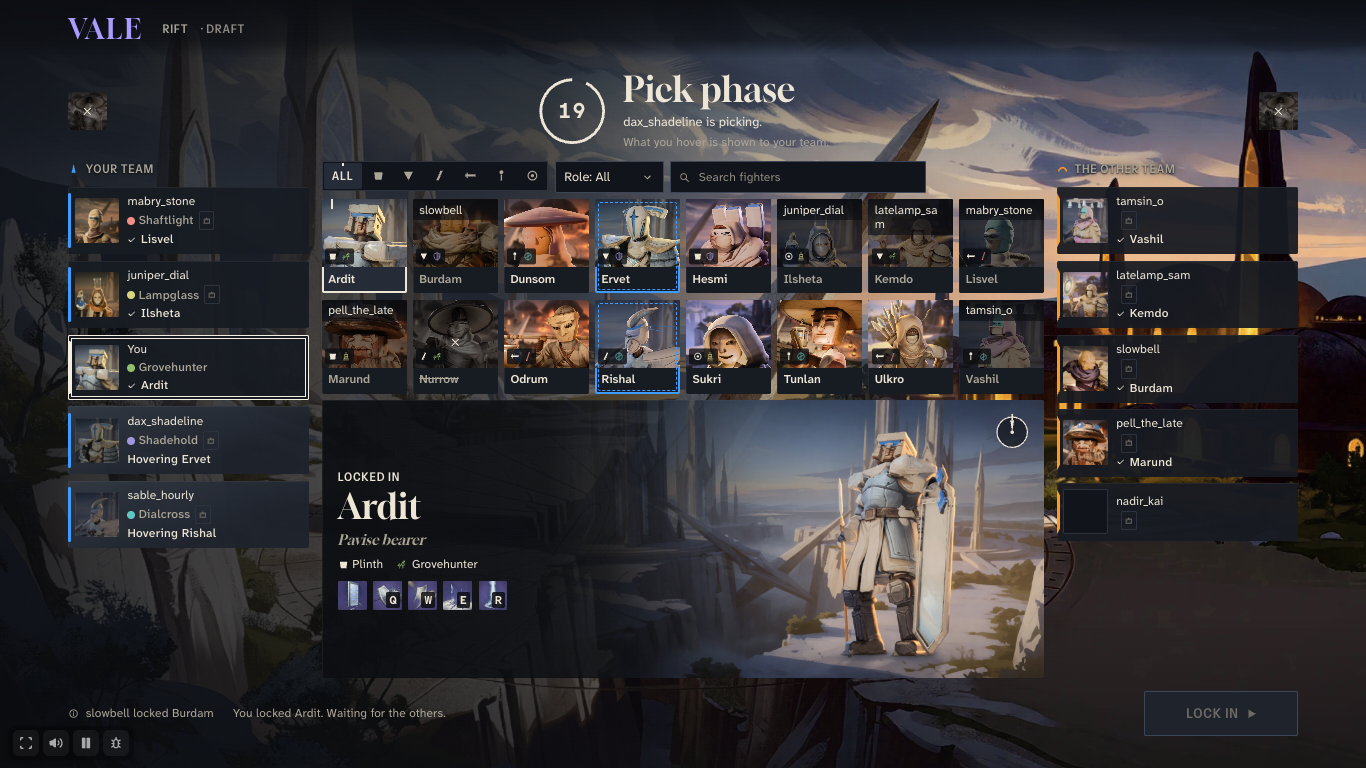 VALE
RIFT · DRAFT
19
Pick phase
dax_shadeline is picking.
What you hover is shown to your team.
YOUR TEAM
mabry_stone
Shaftlight
Lisvel
juniper_dial
Lampglass
Ilsheta
You
Grovehunter
Ardit
dax_shadeline
Shadehold
Hovering Ervet
sable_hourly
Dialcross
Hovering Rishal
ALL
Role: All
Search fighters
Ardit
slowbell
Burdam
Dunsom
Ervet
Hesmi
juniper_dial
Ilsheta
latelamp_sa
m
Kemdo
mabry_stone
Lisvel
pell_the_late
Marund
Nurrow
Odrum
Rishal
Sukri
Tunlan
Ulkro
tamsin_o
Vashil
LOCKED IN
Ardit
Pavise bearer
Plinth Grovehunter
Q W E R
THE OTHER TEAM
tamsin_o
Vashil
latelamp_sam
Kemdo
slowbell
Burdam
pell_the_late
Marund
nadir_kai
slowbell locked Burdam You locked Ardit. Waiting for the others.
LOCK IN